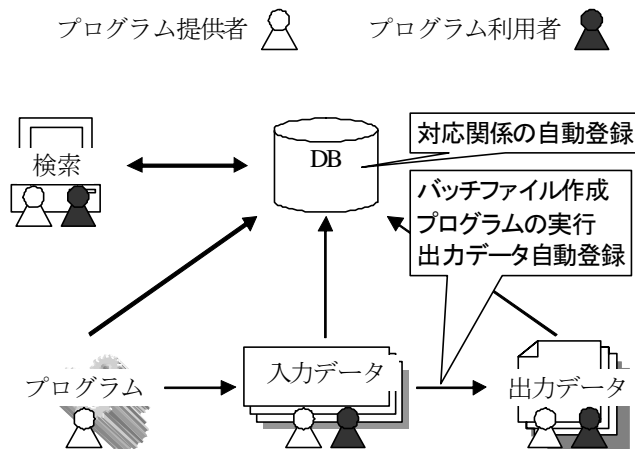 プログラム提供者
プログラム利用者
検索
DB
対応関係の自動登録
バッチファイル作成
プログラムの実行
出力データ自動登録
プログラム
入力データ
出力データ